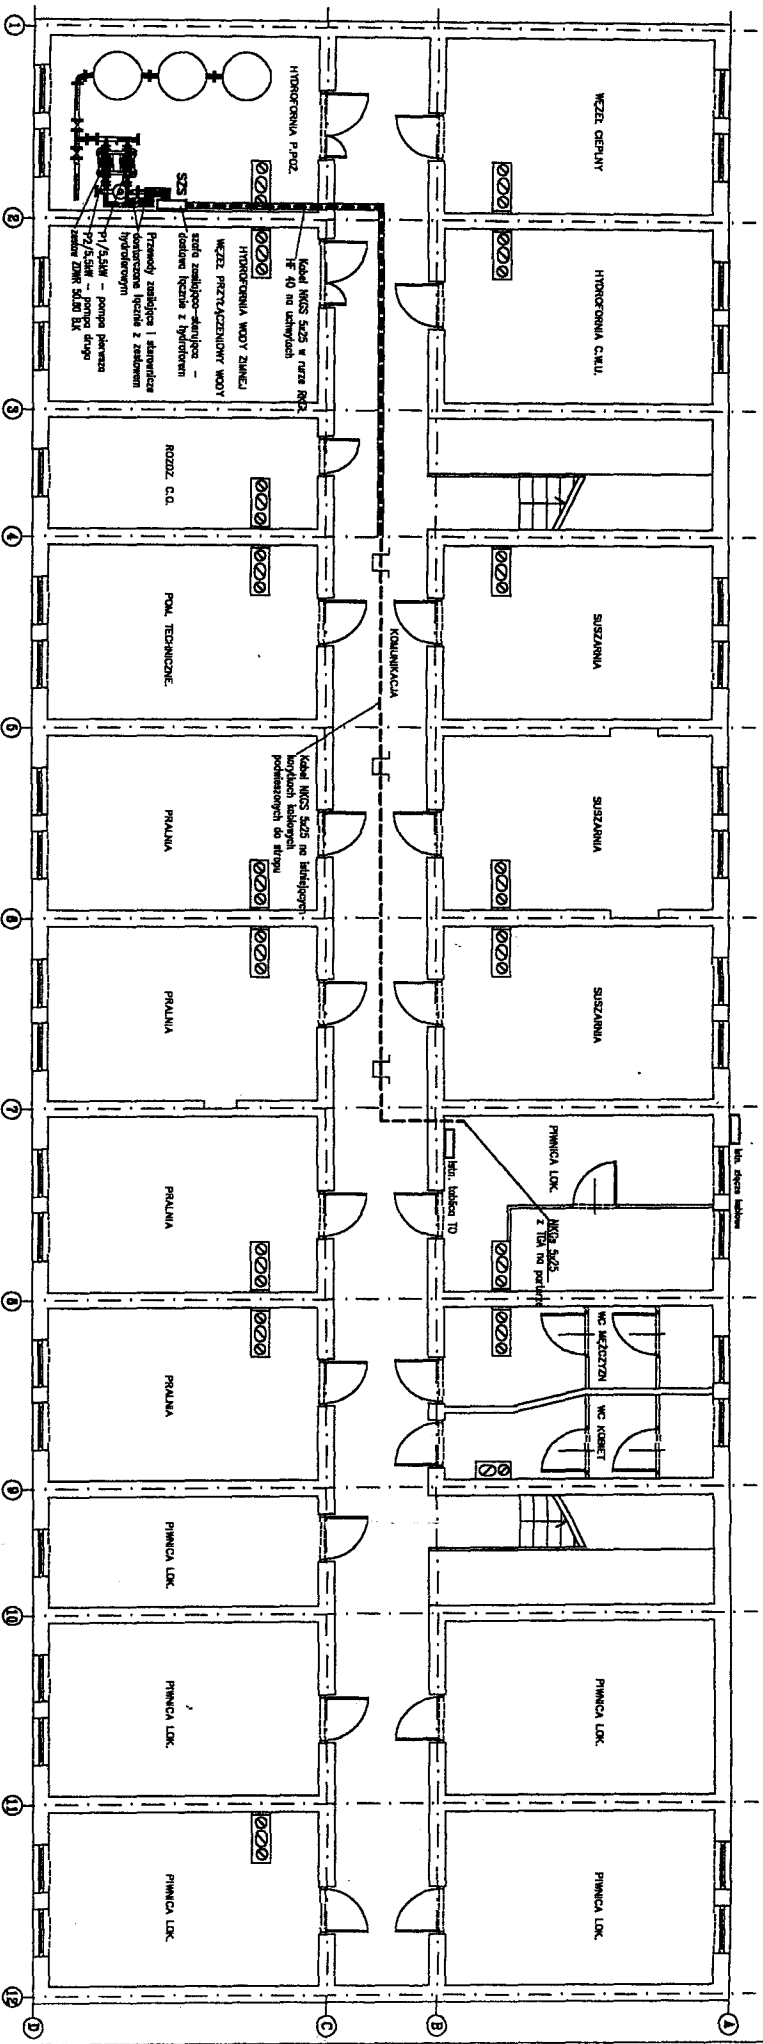 1
2
3
4
5
6
7
8
9
10
11
12
A
B
C
D
WĘZEŁ CIEPLNY
HYDROFORNIA C.W.U.
SUSZARNIA
SUSZARNIA
SUSZARNIA
PIWNICA LOK.
Istn. złącze kablowe
Istn. tablica TD
NKGs 5x25
z TGA na parterze
WC MĘŻCZYZN
WC KOBIET
PIWNICA LOK.
PIWNICA LOK.
KOMUNIKACJA
Kabel NKGS 5x25 na istniejących
korytkach kablowych
podwieszonych do stropu
HYDROFORNIA P.POŻ.
SZS
Kabel NKGS 5x25 w rurze
HF 40 na uchwytach
HYDROFORNIA WODY ZIMNEJ
WĘZEŁ PRZYŁĄCZENIOWY WODY
szafa zasilająco-sterująca –
dostawa łącznie z hydroforem
Przewody zasilające i sterownicze
dostarczone łącznie z zestawem
hydroforowym
P1/5,5kW – pompa pierwsza
P2/5,5kW – pompa druga
zestaw ZDWR 50.80 B.K
ROZDZ. C.O.
POM. TECHNICZNE.
PRALNIA
PRALNIA
PRALNIA
PRALNIA
PIWNICA LOK.
PIWNICA LOK.
PIWNICA LOK.